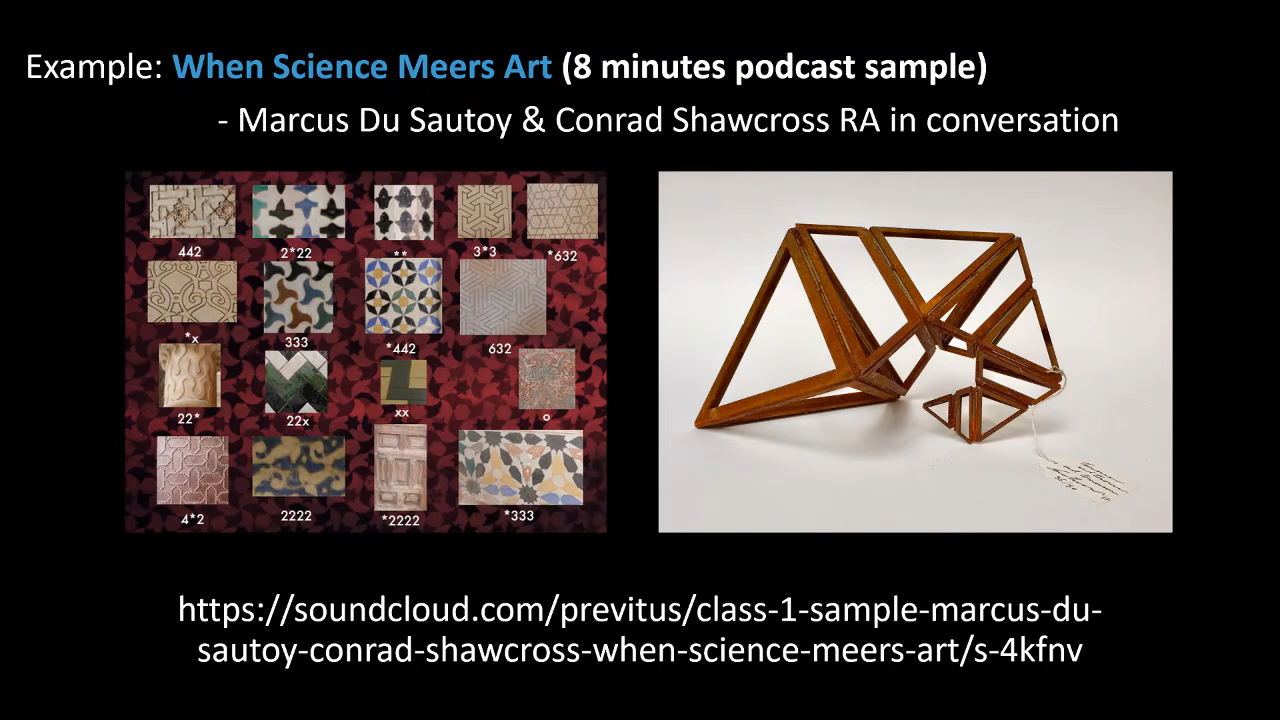 Example: When Science Meers Art (8 minutes podcast sample)
- Marcus Du Sautoy & Conrad Shawcross RA in conversation
442 2*22 ** 3*3 *632
*x 333 *442 632
22* 22x xx o
4*2 2222 *2222 *333
https://soundcloud.com/previtus/class-1-sample-marcus-du-
sautoy-conrad-shawcross-when-science-meers-art/s-4kfnv